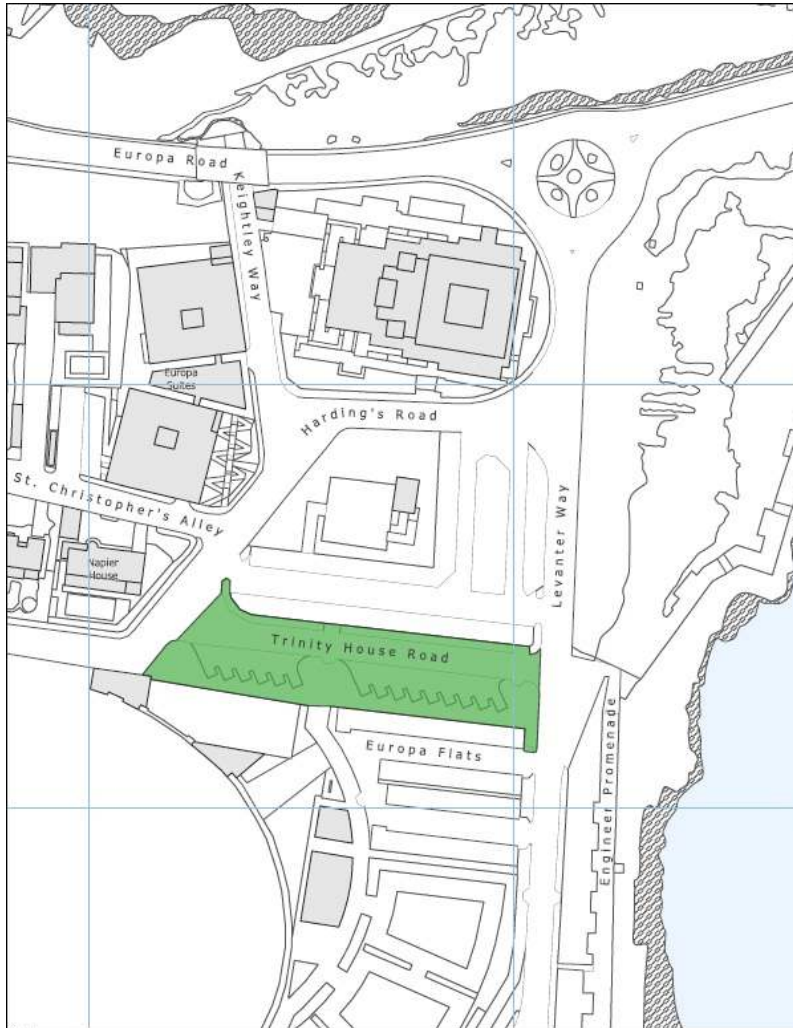 Europa Road
Keightley Way
Europa
Suites
Harding's Road
St. Christopher's Alley
Levanter Way
Napier
House
Trinity House Road
Europa Flats
Engineer Promenade